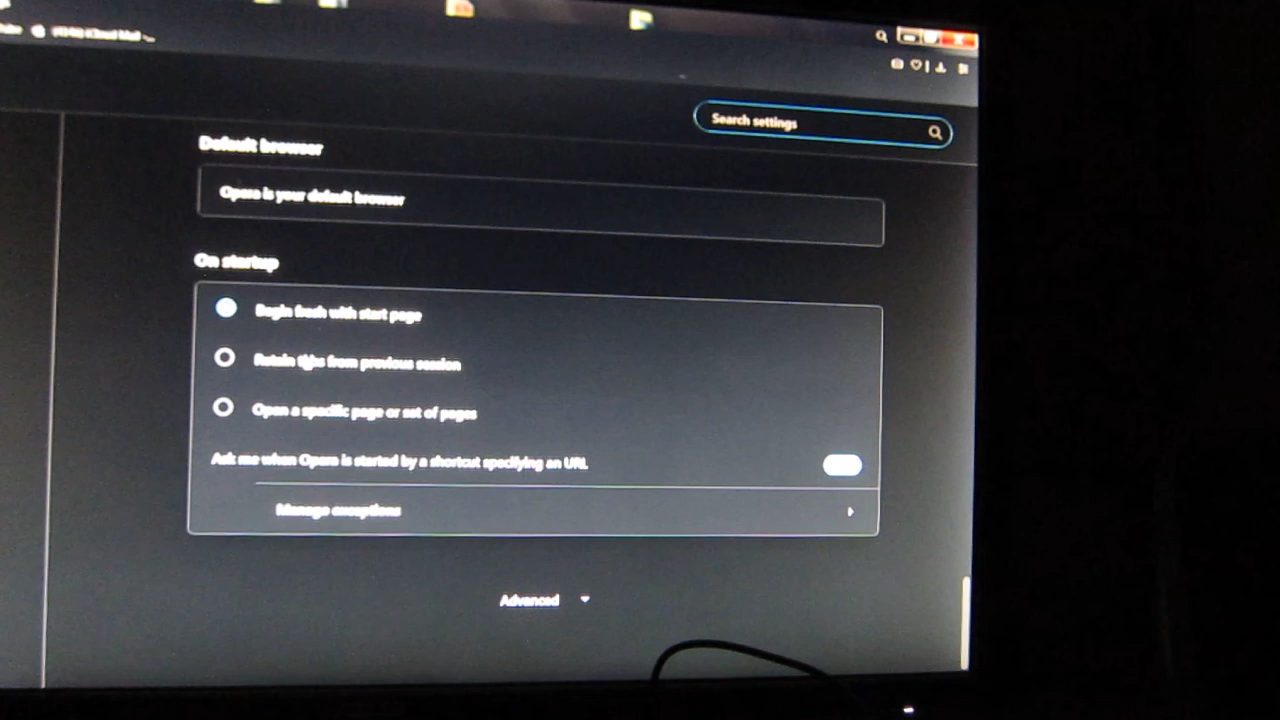 iCloud Mail -...
Search settings
Default browser
Opera is your default browser
On startup
Begin fresh with start page
Retain tabs from previous session
Open a specific page or set of pages
Ask me when Opera is started by a shortcut specifying an URL
Manage exceptions
Advanced